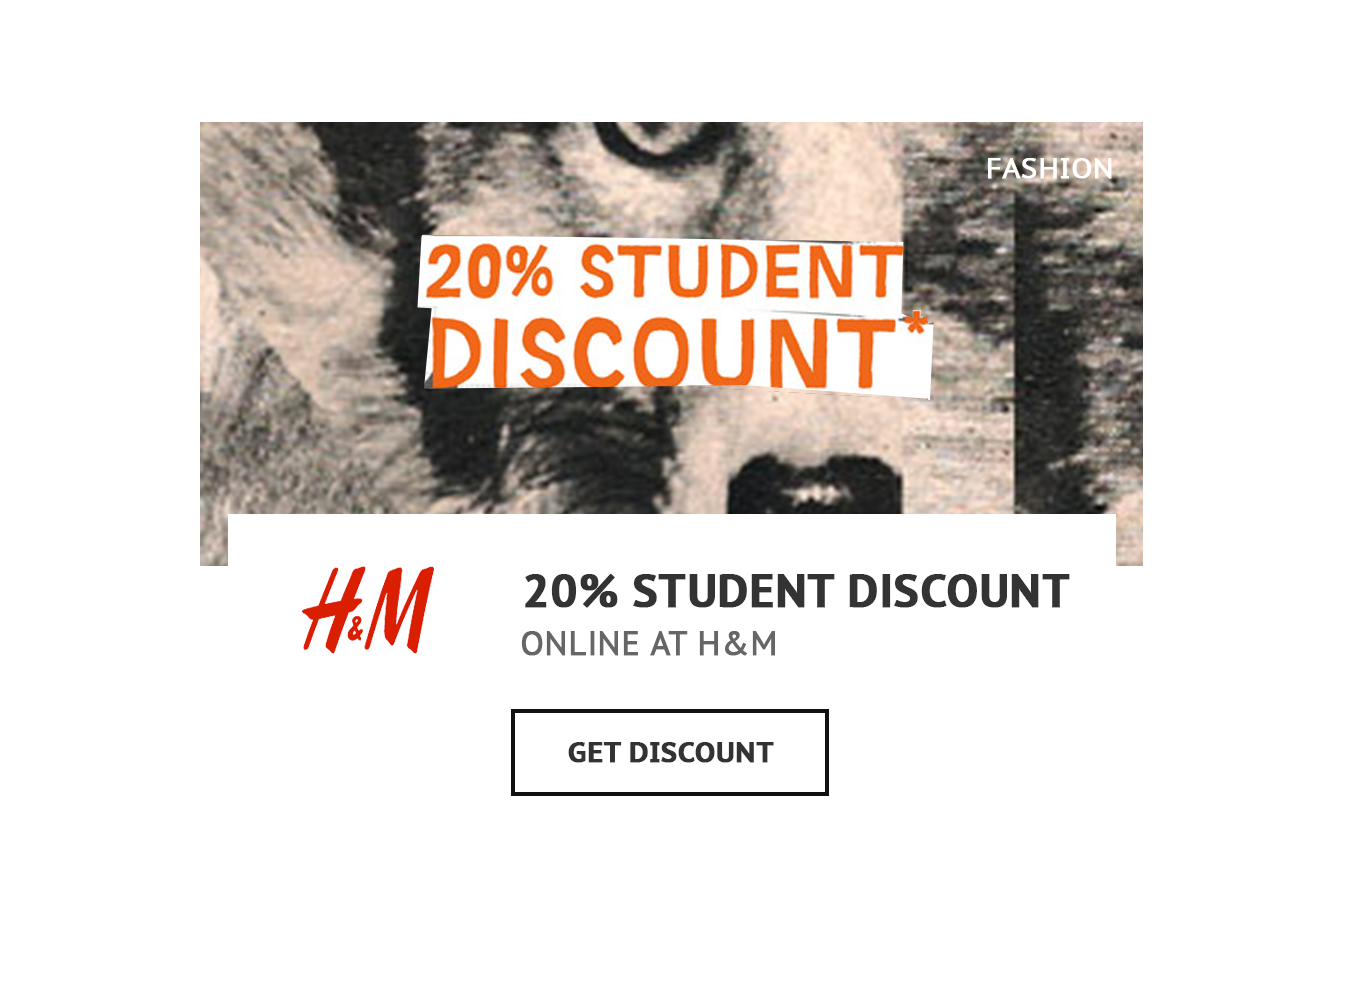 FASHION
20% STUDENT
DISCOUNT*
H&M
20% STUDENT DISCOUNT
ONLINE AT H&M
GET DISCOUNT